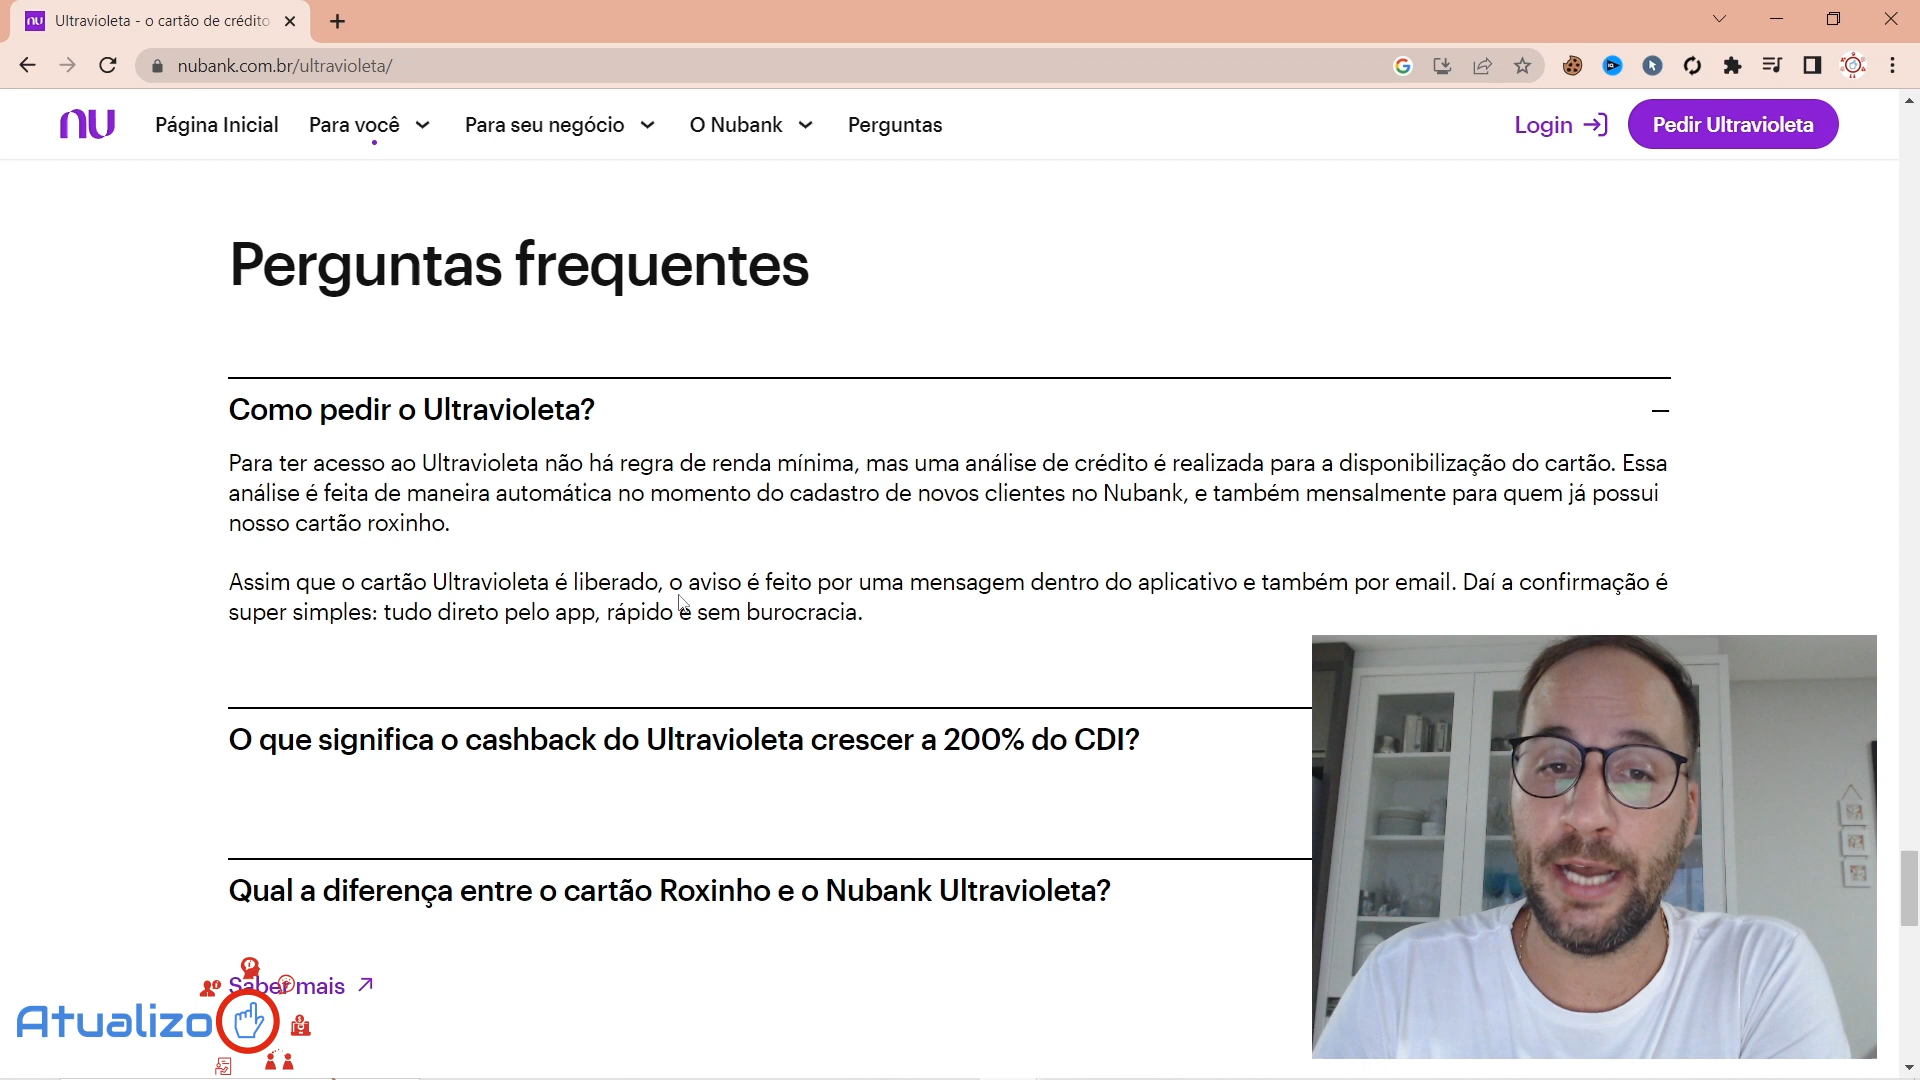 Ultravioleta - o cartão de crédito
nubank.com.br/ultravioleta/
nu
Página Inicial
Para você
Para seu negócio
O Nubank
Perguntas
Login
Pedir Ultravioleta
Perguntas frequentes
Como pedir o Ultravioleta?
Para ter acesso ao Ultravioleta não há regra de renda mínima, mas uma análise de crédito é realizada para a disponibilização do cartão. Essa
análise é feita de maneira automática no momento do cadastro de novos clientes no Nubank, e também mensalmente para quem já possui
nosso cartão roxinho.
Assim que o cartão Ultravioleta é liberado, o aviso é feito por uma mensagem dentro do aplicativo e também por email. Daí a confirmação é
super simples: tudo direto pelo app, rápido e sem burocracia.
O que significa o cashback do Ultravioleta crescer a 200% do CDI?
Qual a diferença entre o cartão Roxinho e o Nubank Ultravioleta?
Saber mais
Atualizo